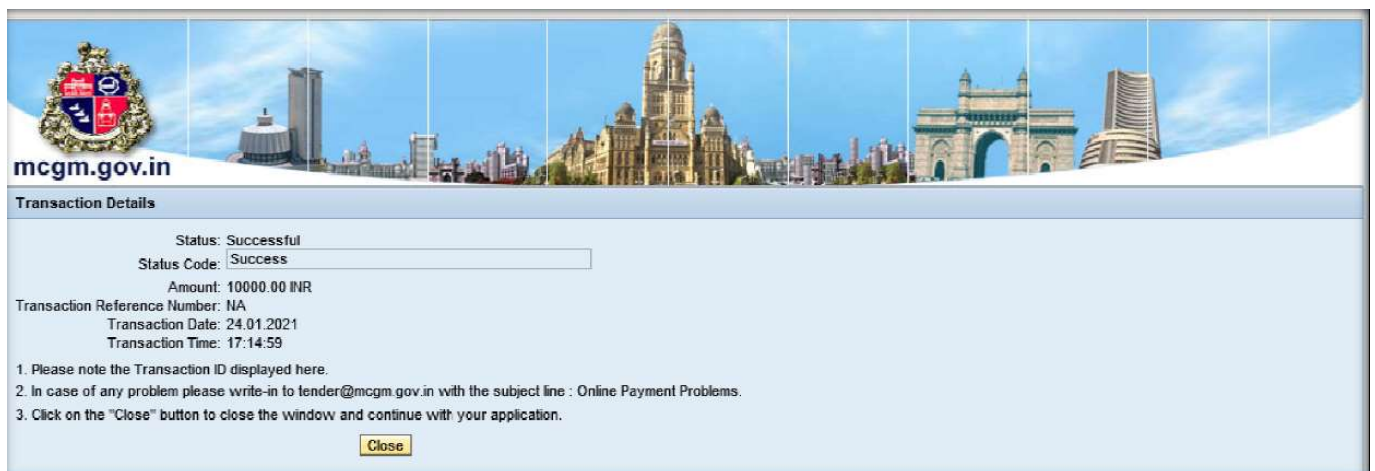 mcgm.gov.in
Transaction Details
Status: Successful
Status Code: Success
Amount: 10000.00 INR
Transaction Reference Number: NA
Transaction Date: 24.01.2021
Transaction Time: 17:14:59
1. Please note the Transaction ID displayed here.
2. In case of any problem please write-in to tender@mcgm.gov.in with the subject line : Online Payment Problems.
3. Click on the "Close" button to close the window and continue with your application.
Close